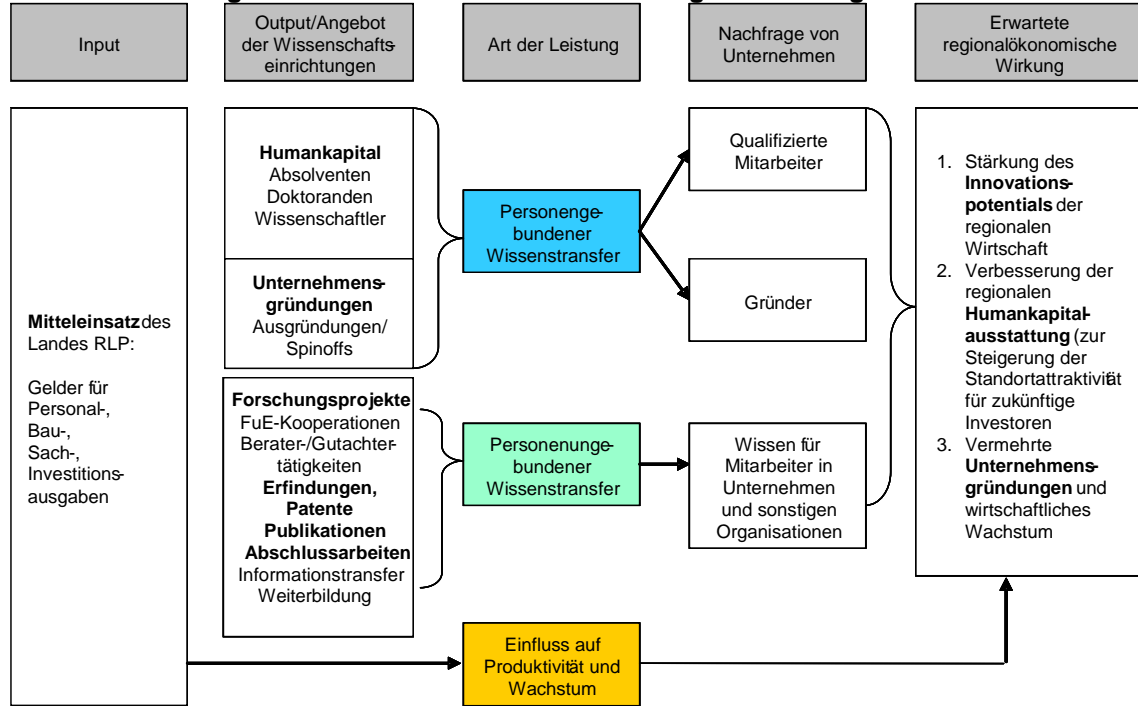 Input
Output/Angebot
der Wissenschafts-
einrichtungen
Art der Leistung
Nachfrage von
Unternehmen
Erwartete
regionalökonomische
Wirkung
Mitteleinsatz des
Landes RLP:
Gelder für
Personal-,
Bau-,
Sach-,
Investitions-
ausgaben
Humankapital
Absolventen
Doktoranden
Wissenschaftler
Unternehmens-
gründungen
Ausgründungen/
Spinoffs
Forschungsprojekte
FuE-Kooperationen
Berater-/Gutachter-
tätigkeiten
Erfindungen,
Patente
Publikationen
Abschlussarbeiten
Informationstransfer
Weiterbildung
Personenge-
bundener
Wissenstransfer
Personenunge-
bundener
Wissenstransfer
Einfluss auf
Produktivität und
Wachstum
Qualifizierte
Mitarbeiter
Gründer
Wissen für
Mitarbeiter in
Unternehmen
und sonstigen
Organisationen
1. Stärkung des
Innovations-
potentials der
regionalen
Wirtschaft
2. Verbesserung der
regionalen
Humankapital-
ausstattung (zur
Steigerung der
Standortattraktivität
für zukünftige
Investoren
3. Vermehrte
Unternehmens-
gründungen und
wirtschaftliches
Wachstum